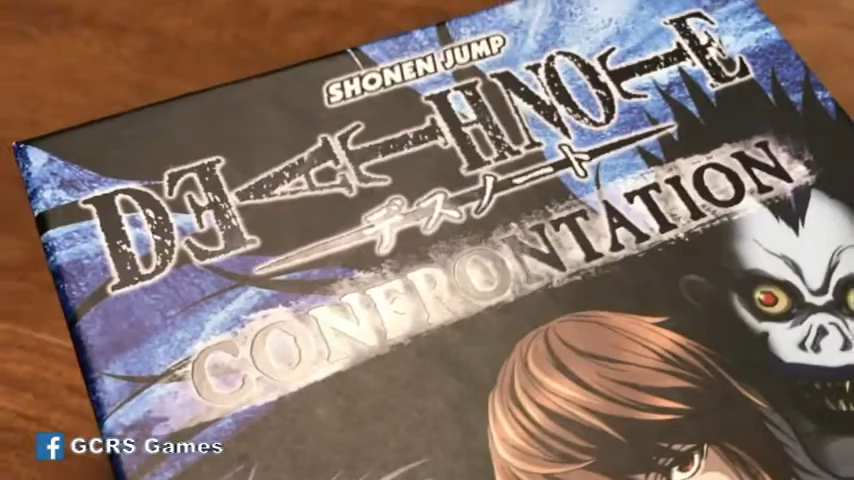 SHONEN JUMP
DEATH NOTE
デスノート
CONFRONTATION
f GCRS Games